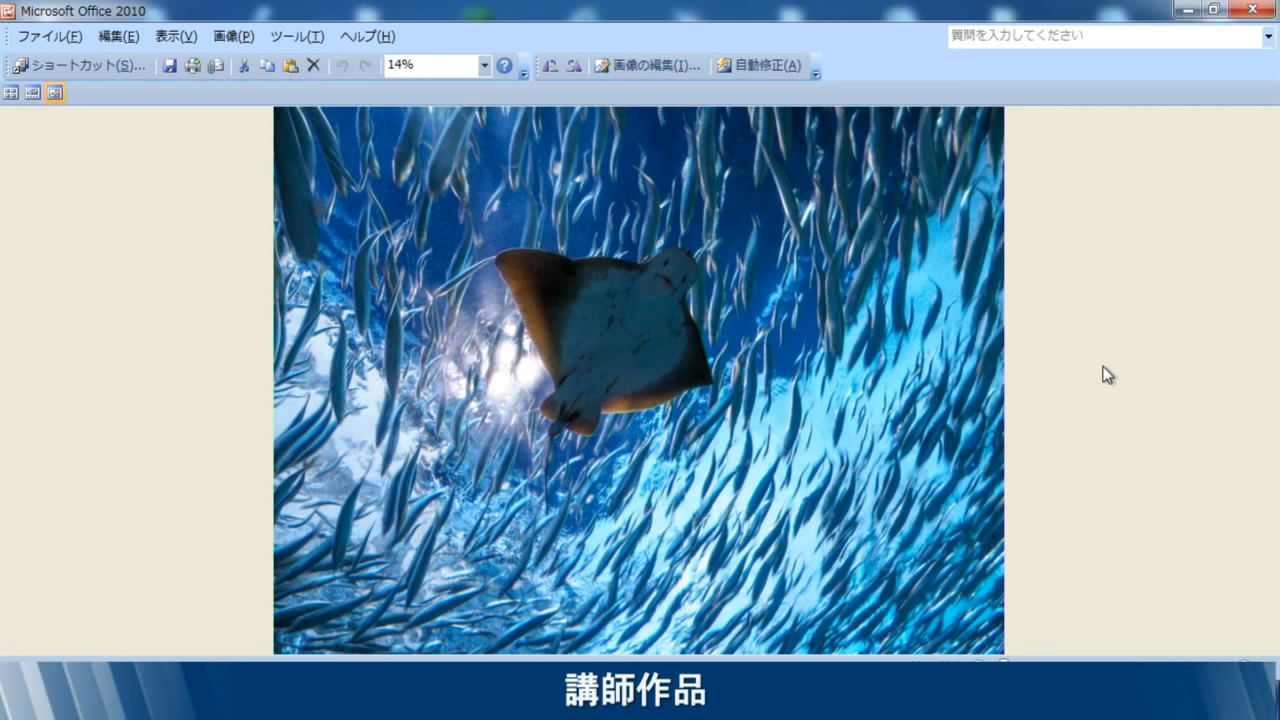 Microsoft Office 2010
ファイル(F) 編集(E) 表示(V) 画像(P) ツール(T) ヘルプ(H)
質問を入力してください
ショートカット(S)... 14% 画像の編集(I)... 自動修正(A)
講師作品